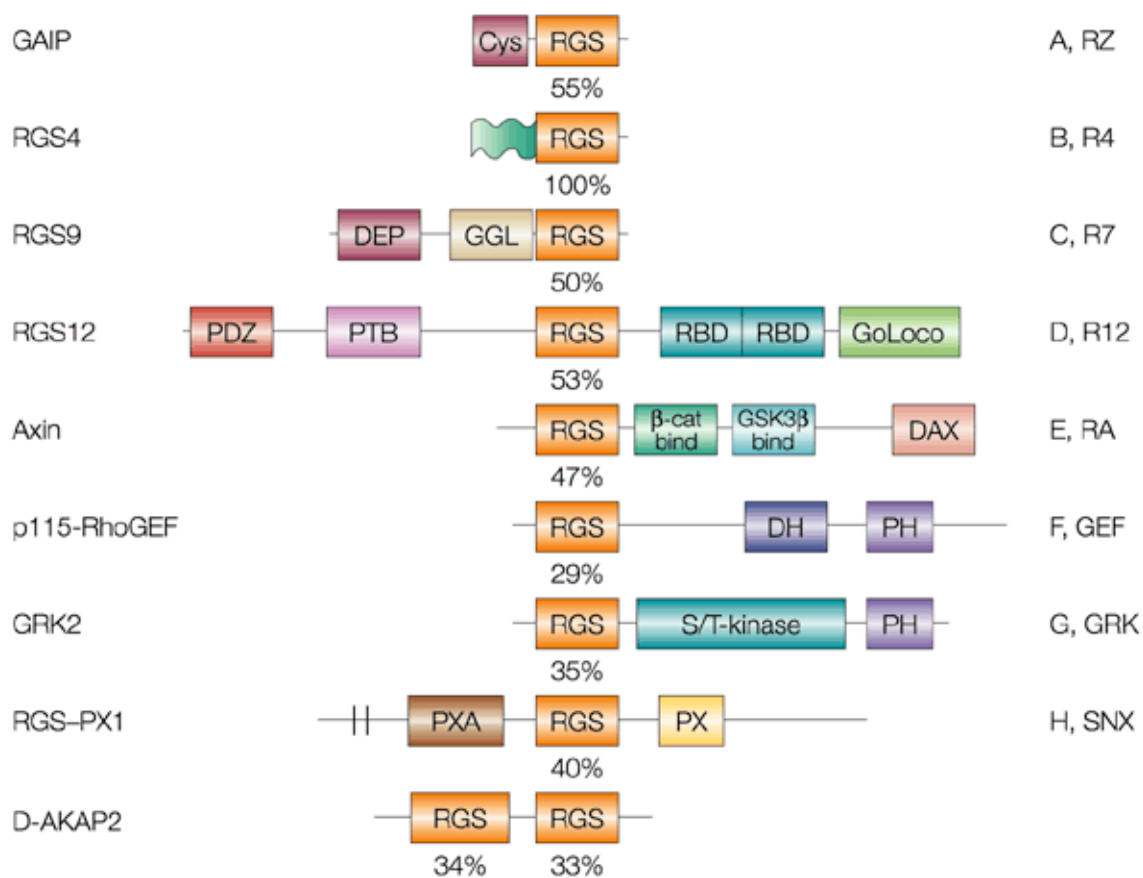 GAIP Cys RGS A, RZ
55%
RGS4 RGS B, R4
100%
RGS9 DEP GGL RGS C, R7
50%
RGS12 PDZ PTB RGS RBD RBD GoLoco D, R12
53%
Axin RGS β-cat bind GSK3β bind DAX E, RA
47%
p115-RhoGEF RGS DH PH F, GEF
29%
GRK2 RGS S/T-kinase PH G, GRK
35%
RGS–PX1 PXA RGS PX H, SNX
40%
D-AKAP2 RGS RGS
34% 33%